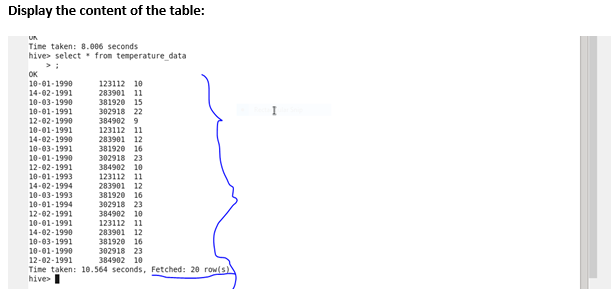 Display the content of the table:
OK
Time taken: 8.006 seconds
hive> select * from temperature_data
    > ;
OK
10-01-1990 123112 10
14-02-1991 283901 11
10-03-1990 381920 15
10-01-1991 302918 22
12-02-1990 384902 9
10-01-1991 123112 11
14-02-1990 283901 12
10-03-1991 381920 16
10-01-1990 302918 23
12-02-1991 384902 10
10-01-1993 123112 11
14-02-1994 283901 12
10-03-1993 381920 16
10-01-1994 302918 23
12-02-1991 384902 10
10-01-1991 123112 11
14-02-1990 283901 12
10-03-1991 381920 16
10-01-1990 302918 23
12-02-1991 384902 10
Time taken: 10.564 seconds, Fetched: 20 row(s)
hive>